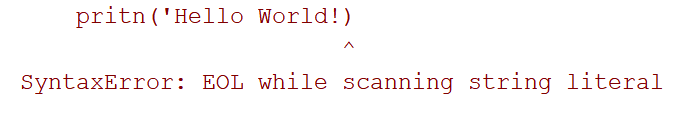 pritn('Hello World!)
^
SyntaxError: EOL while scanning string literal